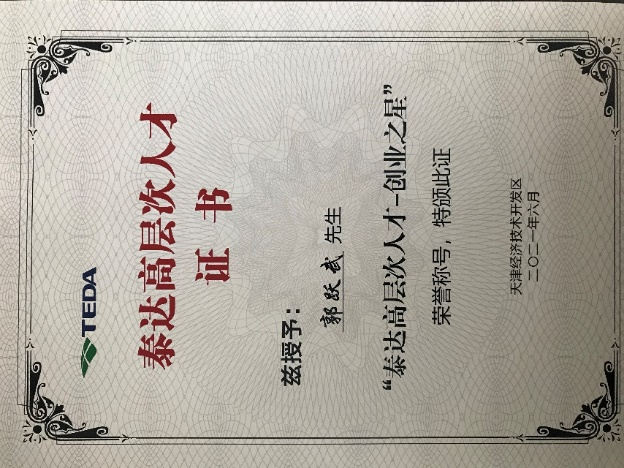 TEDA
泰达高层次人才
证书
兹授予：
郭跃武 先生
“泰达高层次人才-创业之星”
荣誉称号，特颁此证
天津经济技术开发区
二〇二一年六月